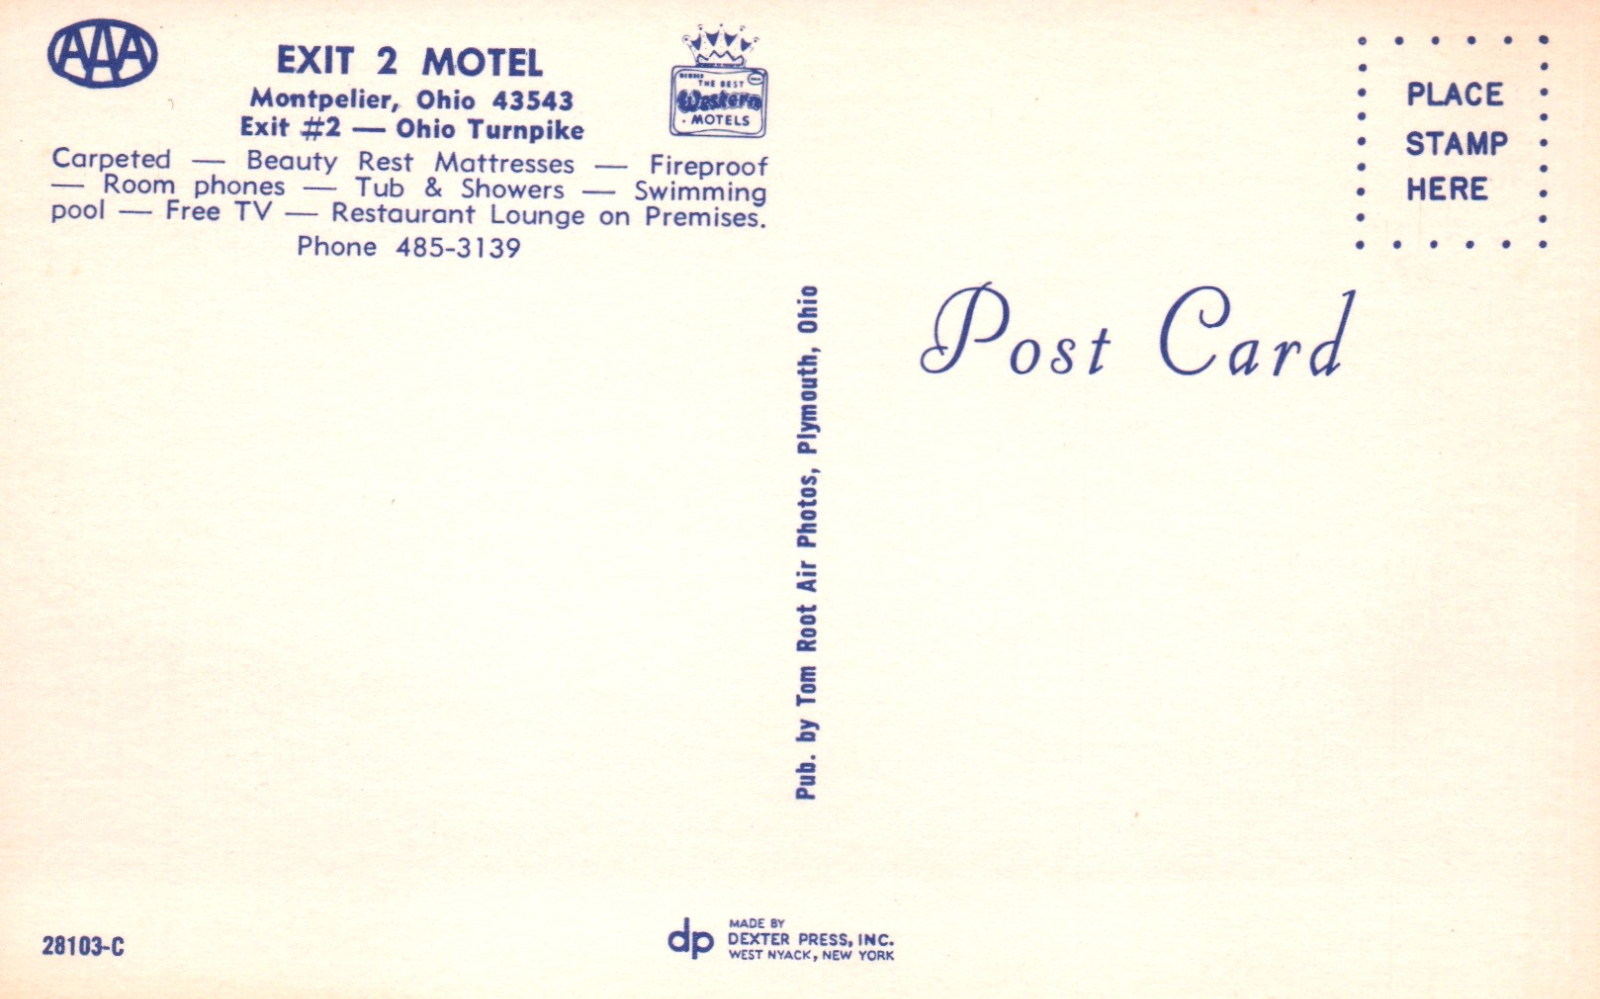 AAA
EXIT 2 MOTEL
Montpelier, Ohio 43543
Exit #2 — Ohio Turnpike
MEMBER
THE BEST
Western
MOTELS
Carpeted — Beauty Rest Mattresses — Fireproof
— Room phones — Tub & Showers — Swimming
pool — Free TV — Restaurant Lounge on Premises.
Phone 485-3139
PLACE
STAMP
HERE
Post Card
Pub. by Tom Root Air Photos, Plymouth, Ohio
28103-C
dp
MADE BY
DEXTER PRESS, INC.
WEST NYACK, NEW YORK